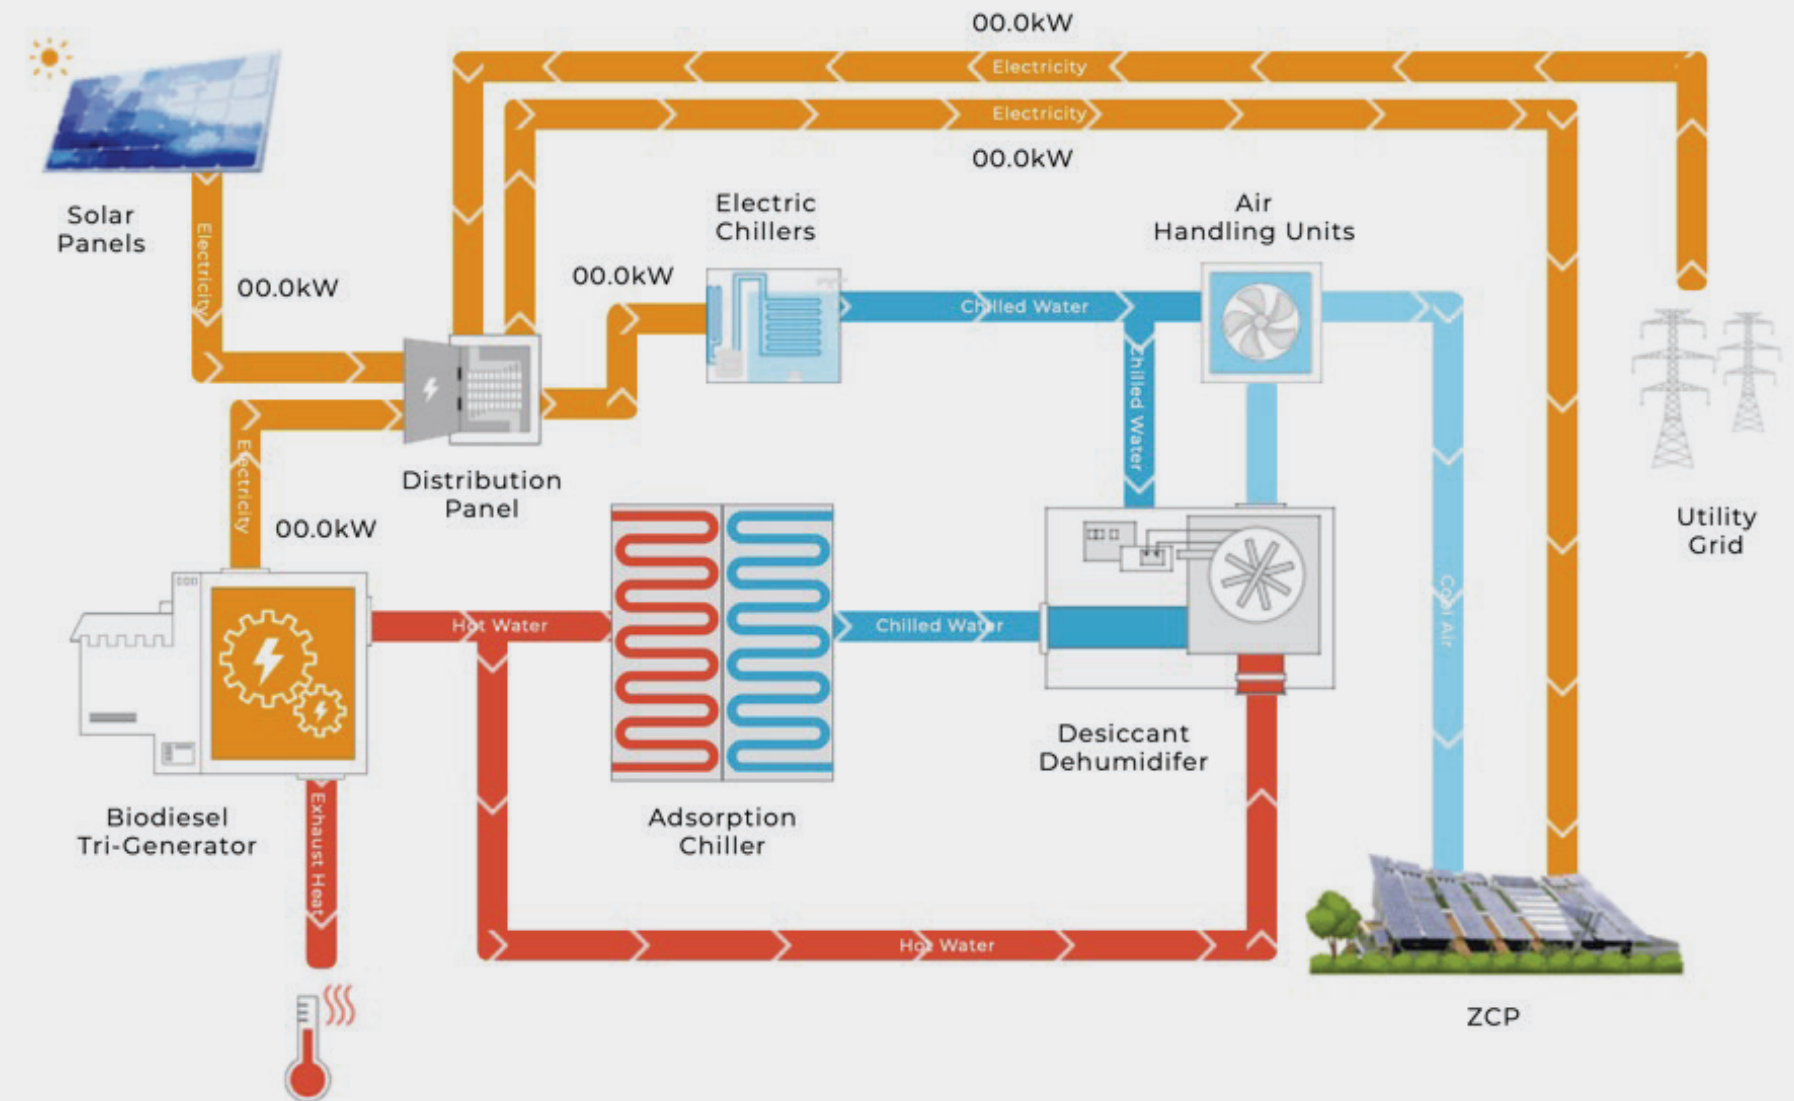 00.0kW
Electricity
Electricity
00.0kW
Solar
Panels
Electricity
00.0kW
Electric
Chillers
00.0kW
Air
Handling Units
Chilled Water
Chilled Water
Distribution
Panel
Electricity
00.0kW
Utility
Grid
Hot Water
Chilled Water
Cool Air
Desiccant
Dehumidifer
Biodiesel
Tri-Generator
Exhaust Heat
Adsorption
Chiller
Hot Water
ZCP